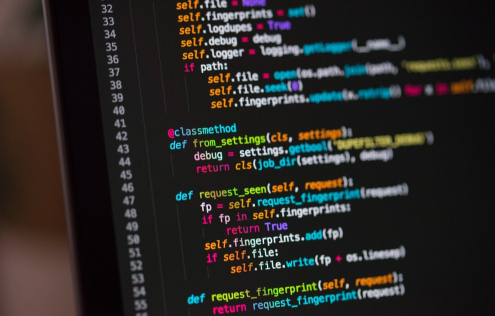 32 self.file = None
33 self.fingerprints = set()
34 self.logdupes = True
35 self.debug = debug
36 self.logger = logging.getLogger(__name__)
37 if path:
38 self.file = open(os.path.join(path,
39 self.file.seek(0)
40 self.fingerprints.update(
41
42 @classmethod
43 def from_settings(cls, settings):
44 debug = settings.getbool(
45 return cls(job_dir(settings), debug)
46
47 def request_seen(self, request):
48 fp = self.request_fingerprint(request)
49 if fp in self.fingerprints:
50 return True
51 self.fingerprints.add(fp)
52 if self.file:
53 self.file.write(fp + os.linesep)
54 def request_fingerprint(self, request):
55 return request_fingerprint(request)